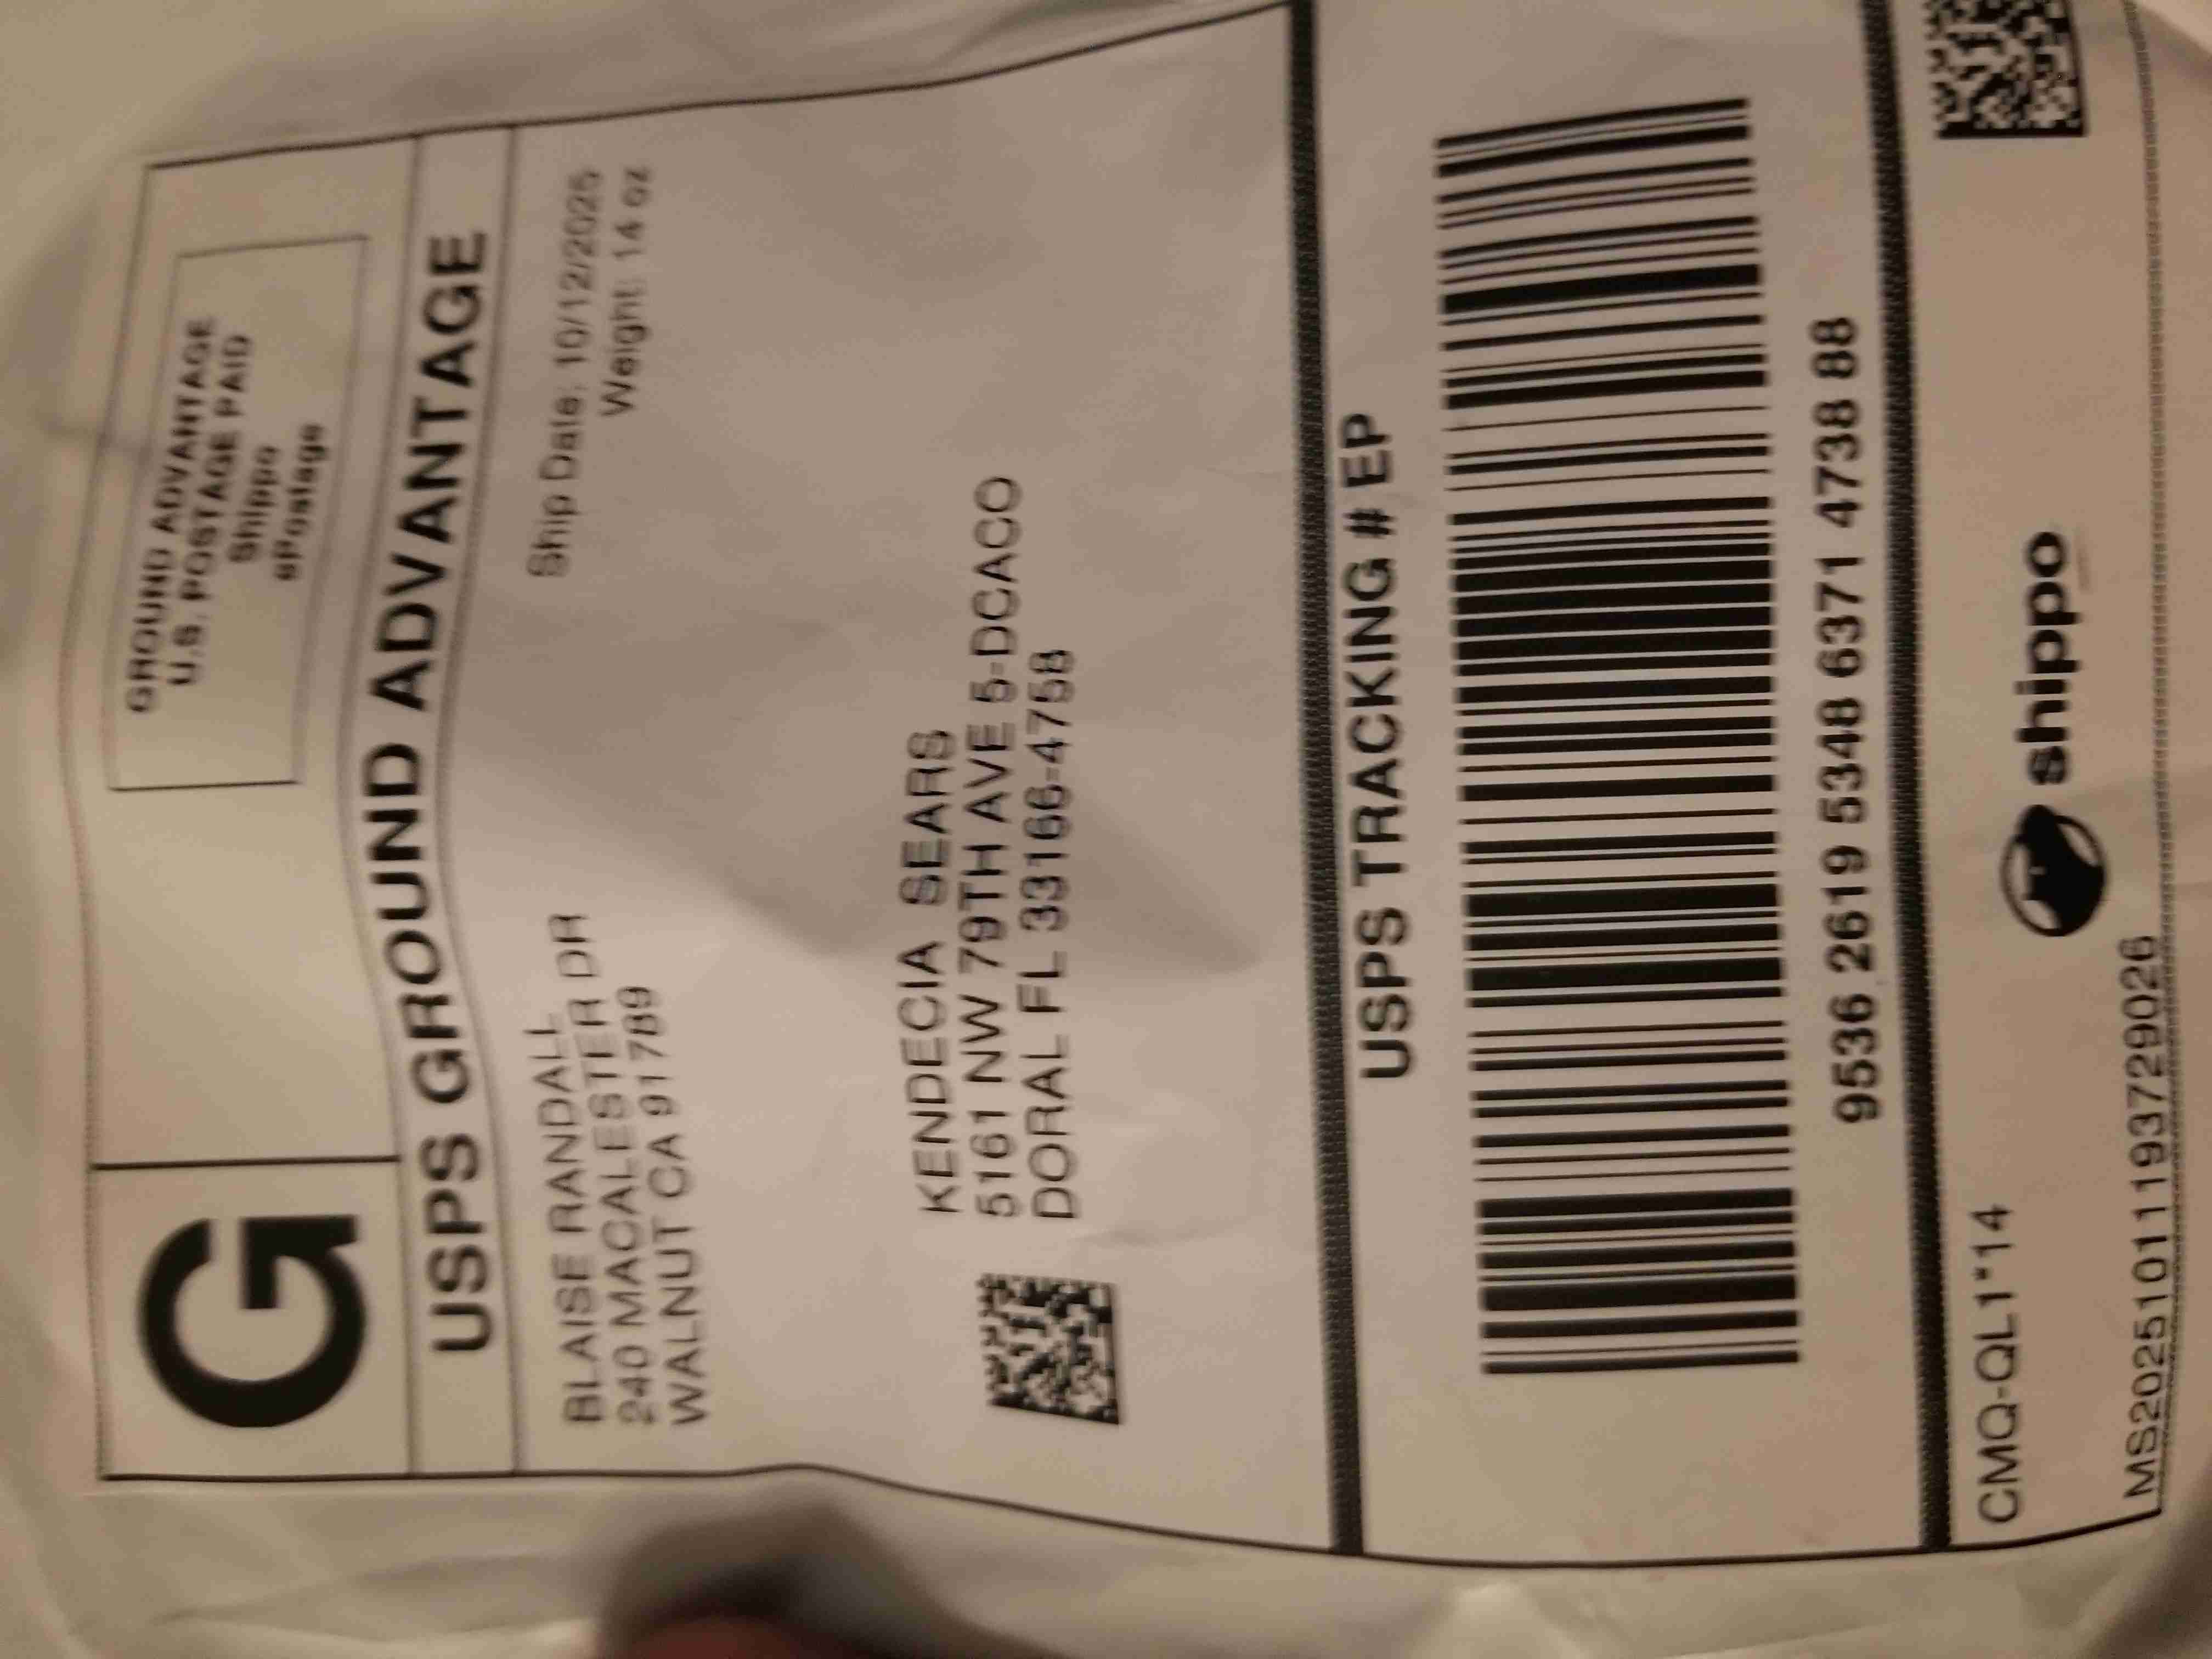 G
GROUND ADVANTAGE
U.S. POSTAGE PAID
Shippo
ePostage
USPS GROUND ADVANTAGE
BLAISE RANDALL
240 MACALESTER DR
WALNUT CA 91789
Ship Date: 10/12/2025
Weight: 14 oz
KENDECIA SEARS
5161 NW 79TH AVE 5-DCACO
DORAL FL 33166-4758
USPS TRACKING # EP
9536 2619 5348 6371 4738 88
CMQ-QL1*14
shippo
MS2025101119372902­6